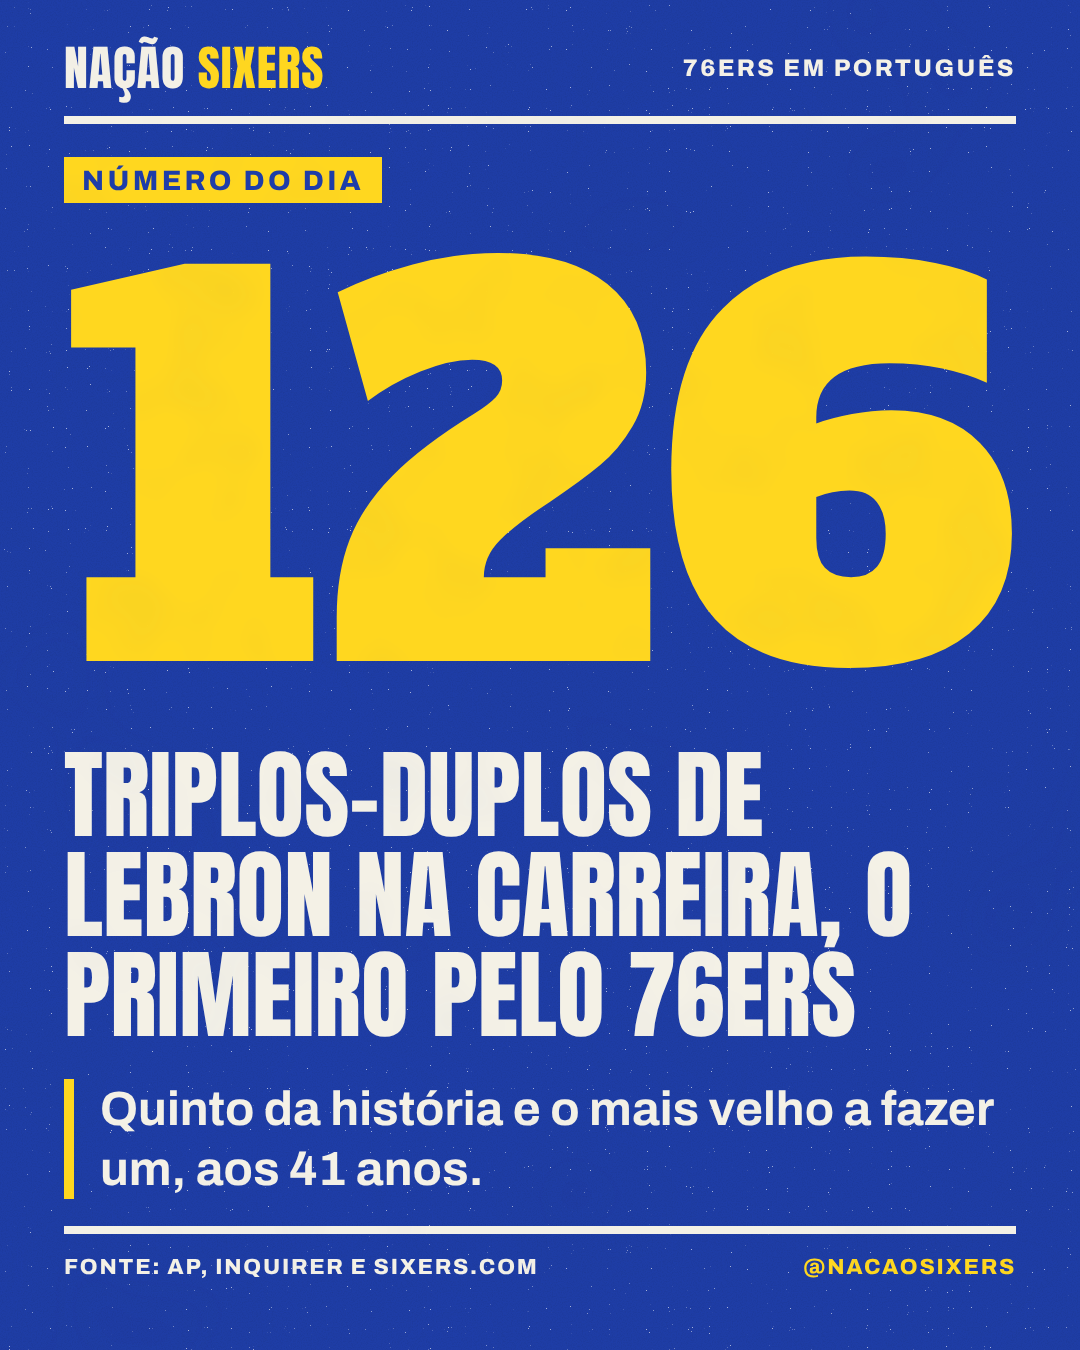 NAÇÃO SIXERS
76ERS EM PORTUGUÊS
NÚMERO DO DIA
126
TRIPLOS-DUPLOS DE
LEBRON NA CARREIRA, O
PRIMEIRO PELO 76ERS
Quinto da história e o mais velho a fazer
um, aos 41 anos.
FONTE: AP, INQUIRER E SIXERS.COM
@NACAOSIXERS